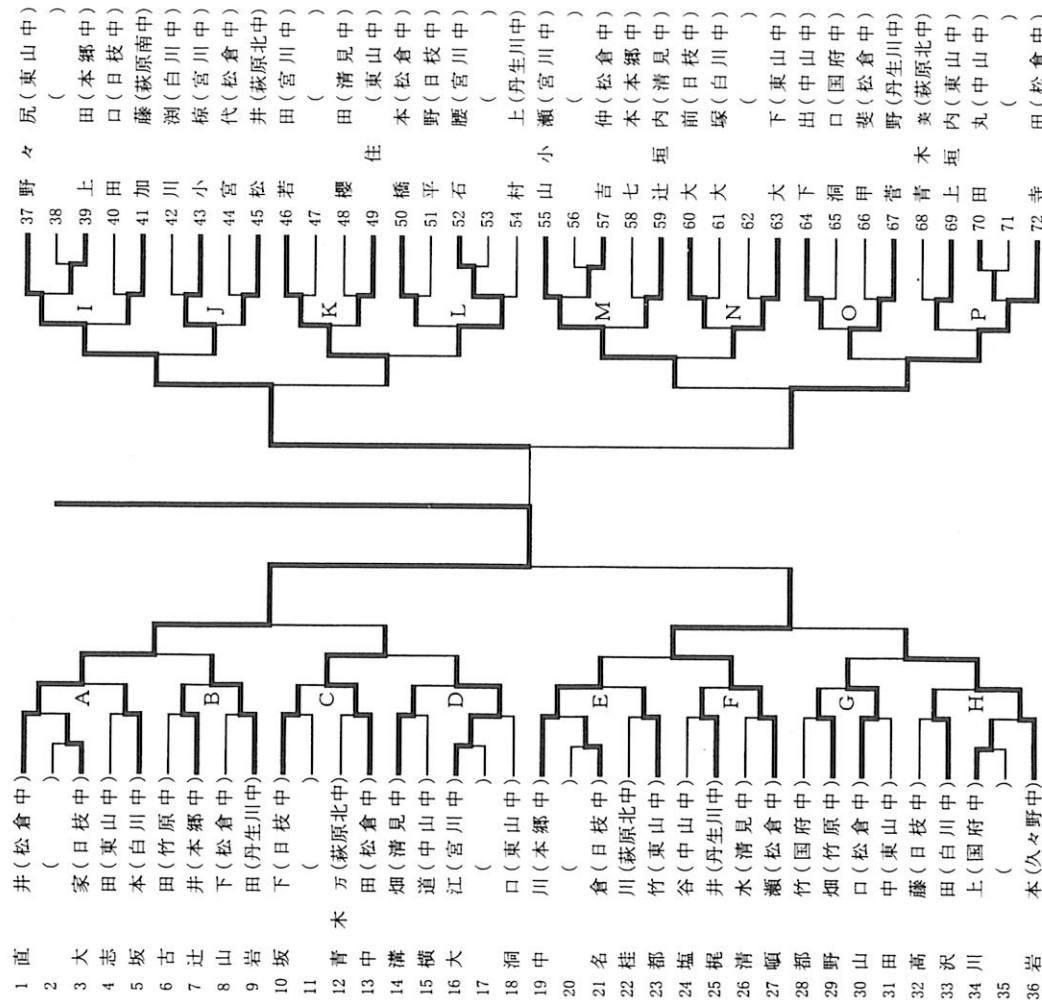 1 直井(松倉中)
2 (　)
3 大家(日枝中)
4 志田(東山中)
5 坂本(白川中)
6 古田(竹原中)
7 辻井(本郷中)
8 山下(松倉中)
9 岩田(丹生川中)
10 坂下(日枝中)
11 (　)
12 青木万(萩原北中)
13 中田(松倉中)
14 溝畑(清見中)
15 横道(中山中)
16 大江(宮川中)
17 (　)
18 洞口(東山中)
19 中川(本郷中)
20 (　)
21 名倉(日枝中)
22 桂川(萩原北中)
23 都竹(東山中)
24 塩谷(中山中)
25 梶井(丹生川中)
26 清水(清見中)
27 頓瀬(松倉中)
28 都竹(国府中)
29 野畑(竹原中)
30 山口(松倉中)
31 田中(東山中)
32 高藤(日枝中)
33 沢田(白川中)
34 川上(国府中)
35 (　)
36 岩本(久々野中)
A
B
C
D
E
F
G
H
37 野々尻(東山中)
38 (　)
39 上田(本郷中)
40 田口(日枝中)
41 加藤(萩原南中)
42 川渕(白川中)
43 小椋(宮川中)
44 宮代(松倉中)
45 松井(萩原北中)
46 若田(宮川中)
47 (　)
48 櫻田(清見中)
49 住(東山中)
50 橋本(松倉中)
51 平野(日枝中)
52 石腰(宮川中)
53 (　)
54 村上(丹生川中)
55 山小瀬(宮川中)
56 (　)
57 吉仲(松倉中)
58 七本(本郷中)
59 辻垣内(清見中)
60 大前(日枝中)
61 大塚(白川中)
62 (　)
63 大下(東山中)
64 下出(中山中)
65 洞口(国府中)
66 甲斐(松倉中)
67 菅野(丹生川中)
68 青木美(萩原北中)
69 上垣内(東山中)
70 田丸(中山中)
71 (　)
72 寺田(松倉中)
I
J
K
L
M
N
O
P